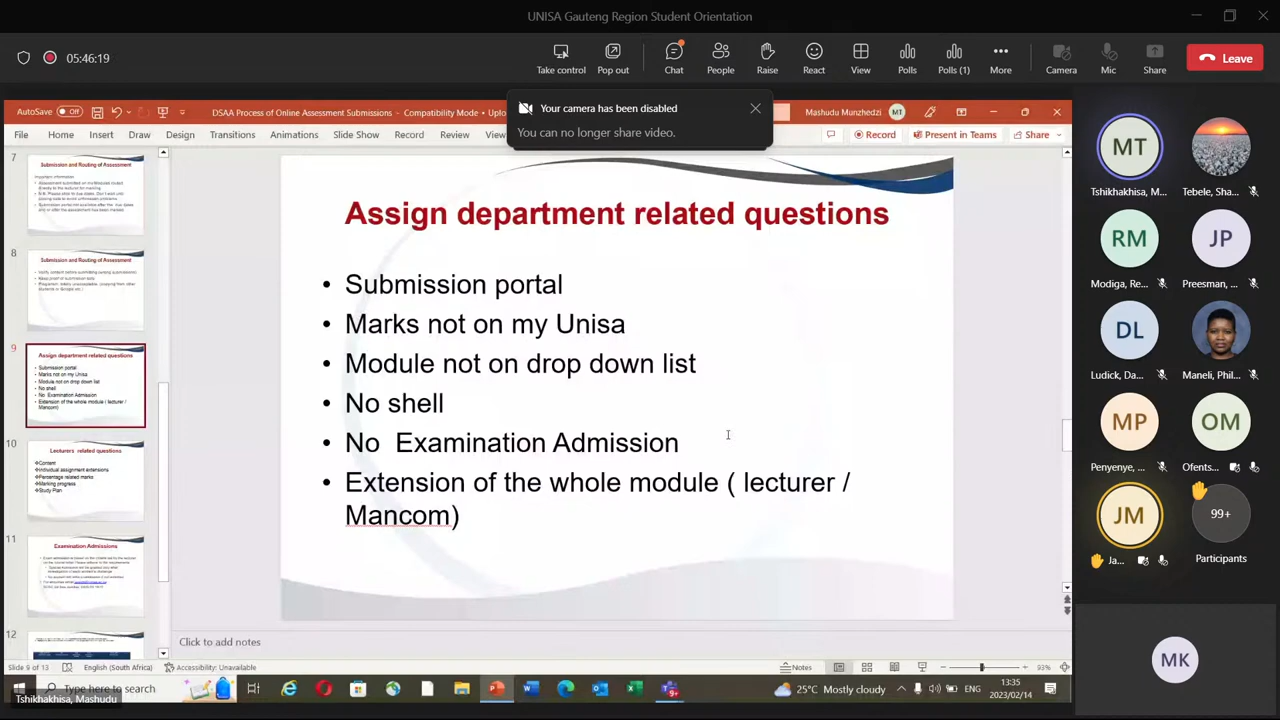 UNISA Gauteng Region Student Orientation
05:46:19
Take control
Pop out
Chat
People
Raise
React
View
Polls
Polls (1)
More
Camera
Mic
Share
Leave
Your camera has been disabled
You can no longer share video.
AutoSave Off
DSAA Process of Online Assessment Submissions - Compatibility Mode
Mashudu Munzhedzi MM
File Home Insert Draw Design Transitions Animations Slide Show Record Review
Record
Present in Teams
Share
7
Submission and Routing of Assessment
8
Submission and Routing of Assessment
9
Assign department related questions
Submission portal
Marks not on my Unisa
Module not on drop down list
No shell
No Examination Admission
Extension of the whole module ( lecturer /
Mancom)
10
Lecturers related questions
Content
Individual assignment extensions
Percentage related marks
Marking progress
Study Plan
11
Examination Admissions
12
Assign department related questions
• Submission portal
• Marks not on my Unisa
• Module not on drop down list
• No shell
• No Examination Admission
• Extension of the whole module ( lecturer /
Mancom)
Click to add notes
Slide 9 of 13
English (South Africa)
Accessibility: Unavailable
Notes
93%
Type here to search
Tshikhakhisa, Mashudu
25°C Mostly cloudy
ENG
13:35
2023/02/14
MT
Tshikhakhisa, M...
Tebele, Sha...
RM
Modiga, Re...
JP
Preesman, ...
DL
Ludick, Da...
Maneli, Phil...
MP
Penyenye, ...
OM
Ofents...
JM
Ja...
99+
Participants
MK